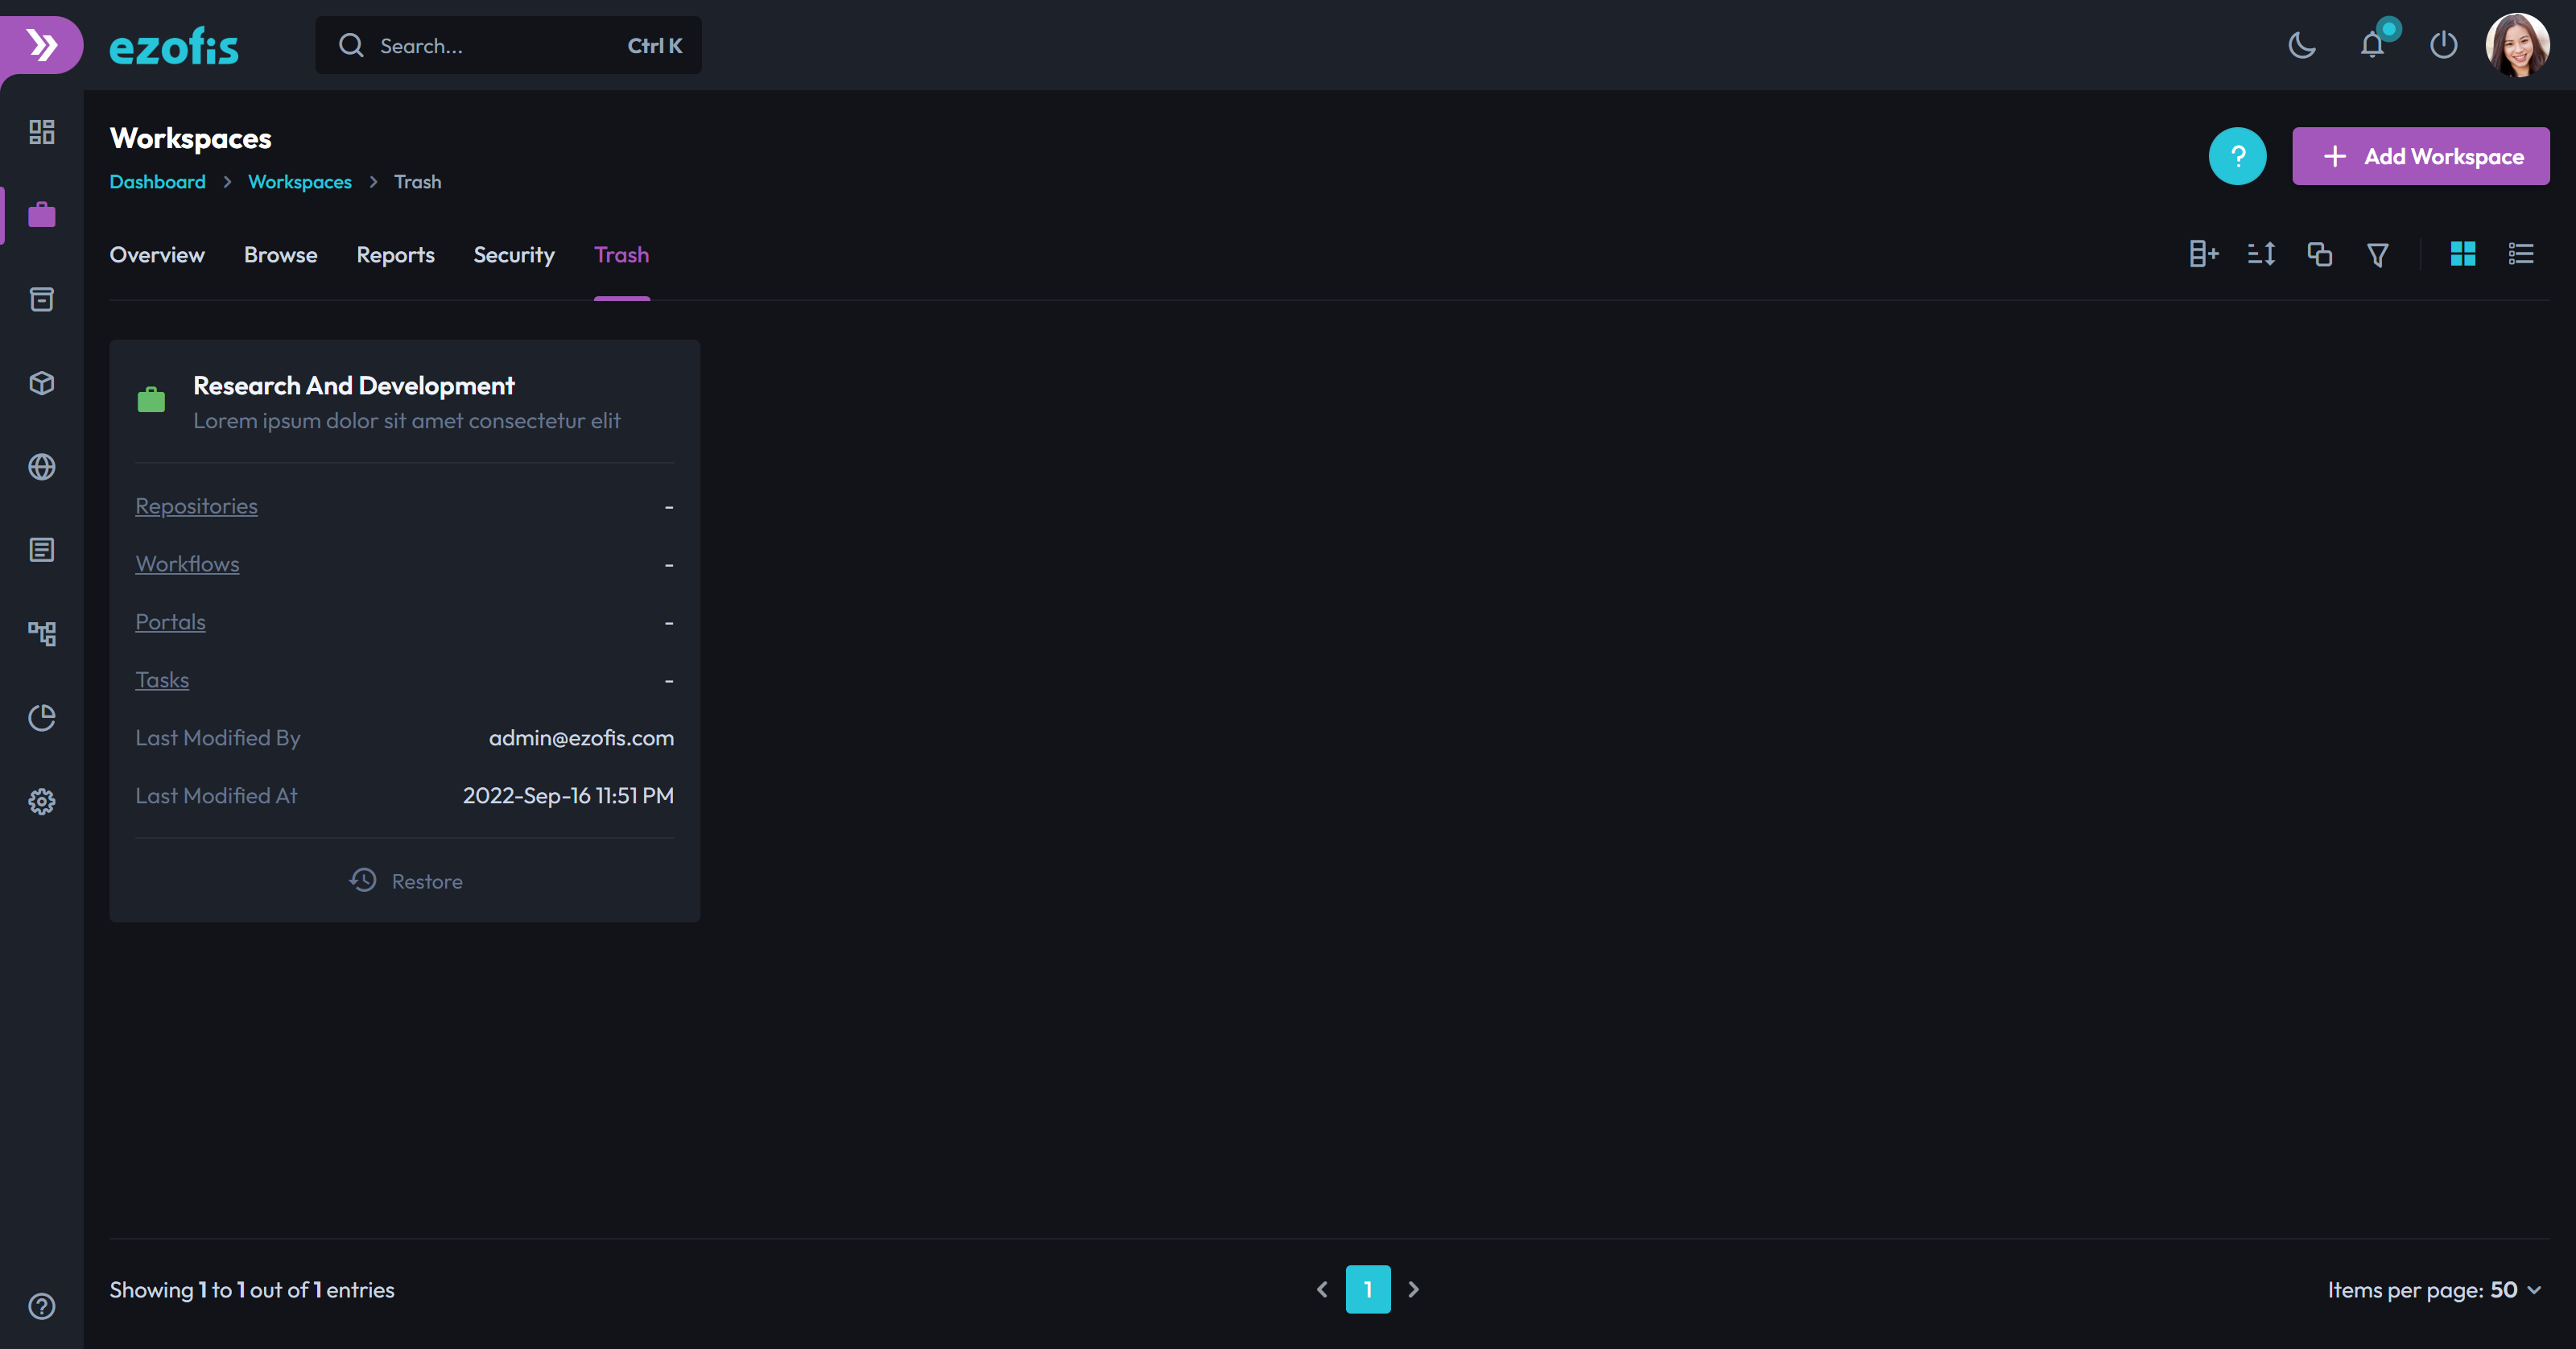 ezofis
Search... Ctrl K
Workspaces
Dashboard Workspaces Trash
? Add Workspace
Overview Browse Reports Security Trash
Research And Development
Lorem ipsum dolor sit amet consectetur elit
Repositories -
Workflows -
Portals -
Tasks -
Last Modified By admin@ezofis.com
Last Modified At 2022-Sep-16 11:51 PM
Restore
Showing 1 to 1 out of 1 entries
1
Items per page: 50